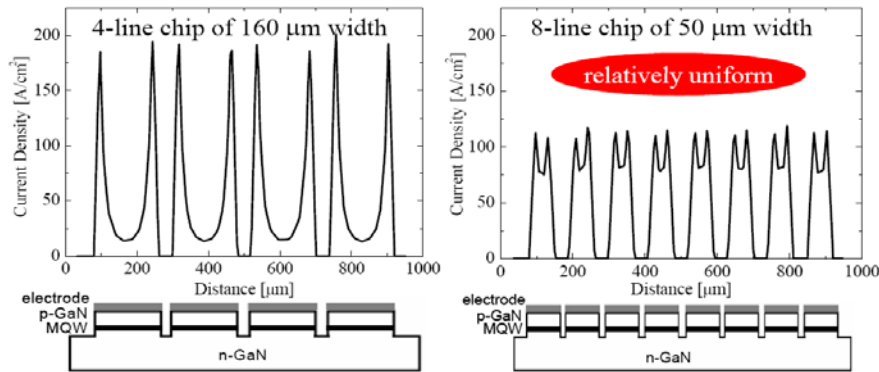 4-line chip of 160 μm width
Current Density [A/cm²]
200
150
100
50
0
0 200 400 600 800 1000
Distance [μm]
electrode
p-GaN
MQW
n-GaN
8-line chip of 50 μm width
relatively uniform
Current Density [A/cm²]
200
150
100
50
0
0 200 400 600 800 1000
Distance [μm]
electrode
p-GaN
MQW
n-GaN